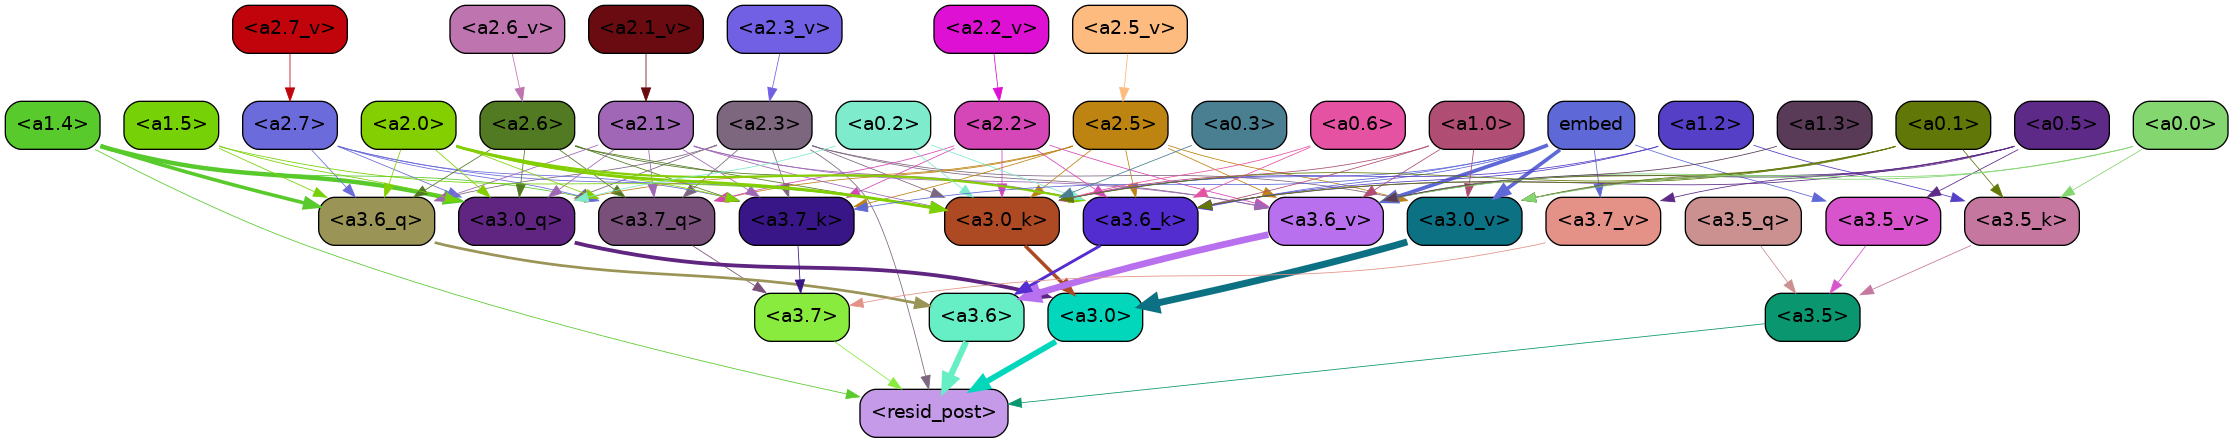 <a2.7_v> <a2.6_v> <a2.1_v> <a2.3_v> <a2.2_v> <a2.5_v>
<a1.4> <a1.5> <a2.7> <a2.0> <a2.6> <a2.1> <a2.3> <a0.2> <a2.2> <a2.5> <a0.3> <a0.6> <a1.0> embed <a1.2> <a1.3> <a0.1> <a0.5> <a0.0>
<a3.6_q> <a3.0_q> <a3.7_q> <a3.7_k> <a3.0_k> <a3.6_k> <a3.6_v> <a3.0_v> <a3.7_v> <a3.5_q> <a3.5_v> <a3.5_k>
<a3.7> <a3.6> <a3.0> <a3.5>
<resid_post>